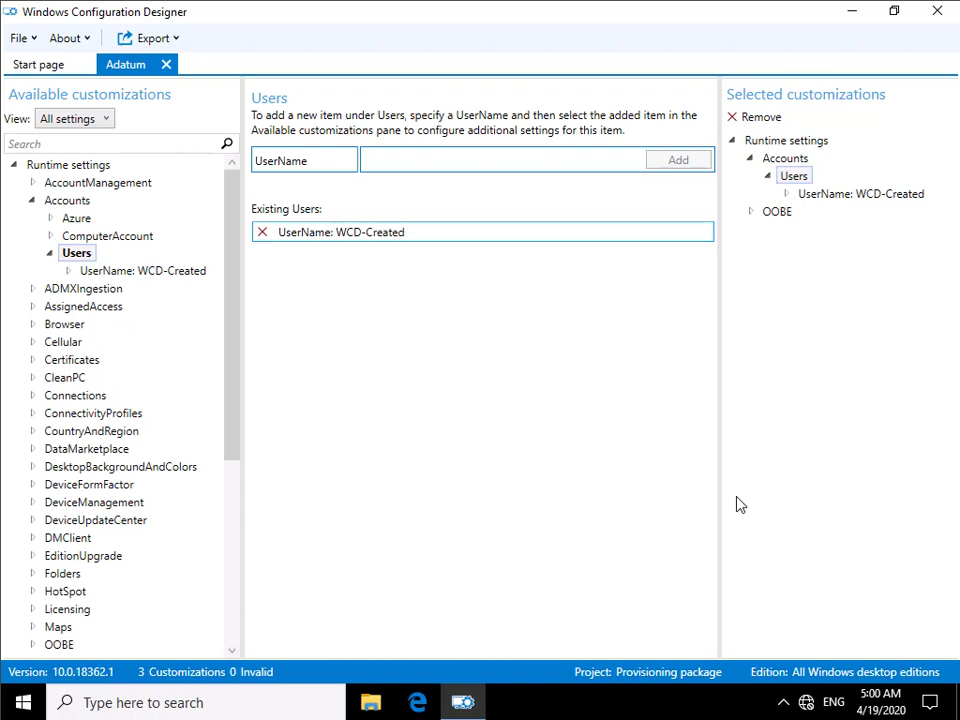 Windows Configuration Designer
File About Export
Start page Adatum
Available customizations
View: All settings
Search
Runtime settings
AccountManagement
Accounts
Azure
ComputerAccount
Users
UserName: WCD-Created
ADMXIngestion
AssignedAccess
Browser
Cellular
Certificates
CleanPC
Connections
ConnectivityProfiles
CountryAndRegion
DataMarketplace
DesktopBackgroundAndColors
DeviceFormFactor
DeviceManagement
DeviceUpdateCenter
DMClient
EditionUpgrade
Folders
HotSpot
Licensing
Maps
OOBE
Users
To add a new item under Users, specify a UserName and then select the added item in the
Available customizations pane to configure additional settings for this item.
UserName Add
Existing Users:
UserName: WCD-Created
Selected customizations
Remove
Runtime settings
Accounts
Users
UserName: WCD-Created
OOBE
Version: 10.0.18362.1 3 Customizations 0 Invalid Project: Provisioning package Edition: All Windows desktop editions
Type here to search
ENG
5:00 AM
4/19/2020